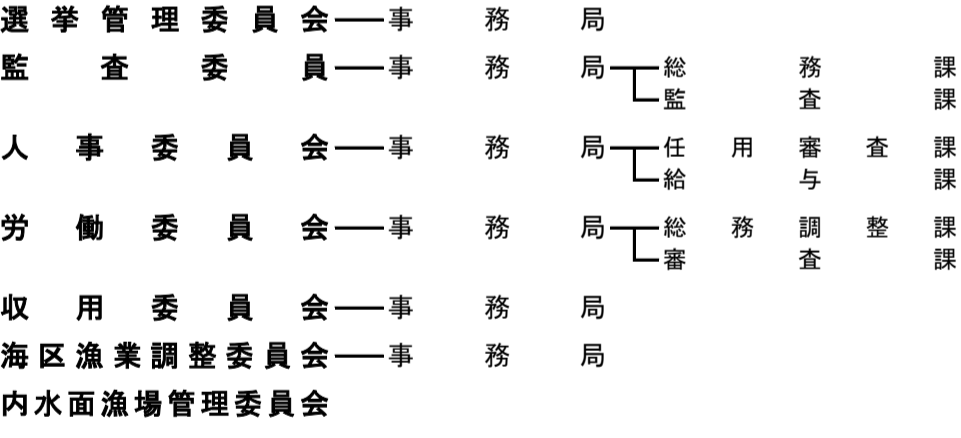 選挙管理委員会 事務局
監査委員 事務局 総務課
監査課
人事委員会 事務局 任用審査課
給与課
労働委員会 事務局 総務調整課
審査課
収用委員会 事務局
海区漁業調整委員会 事務局
内水面漁場管理委員会